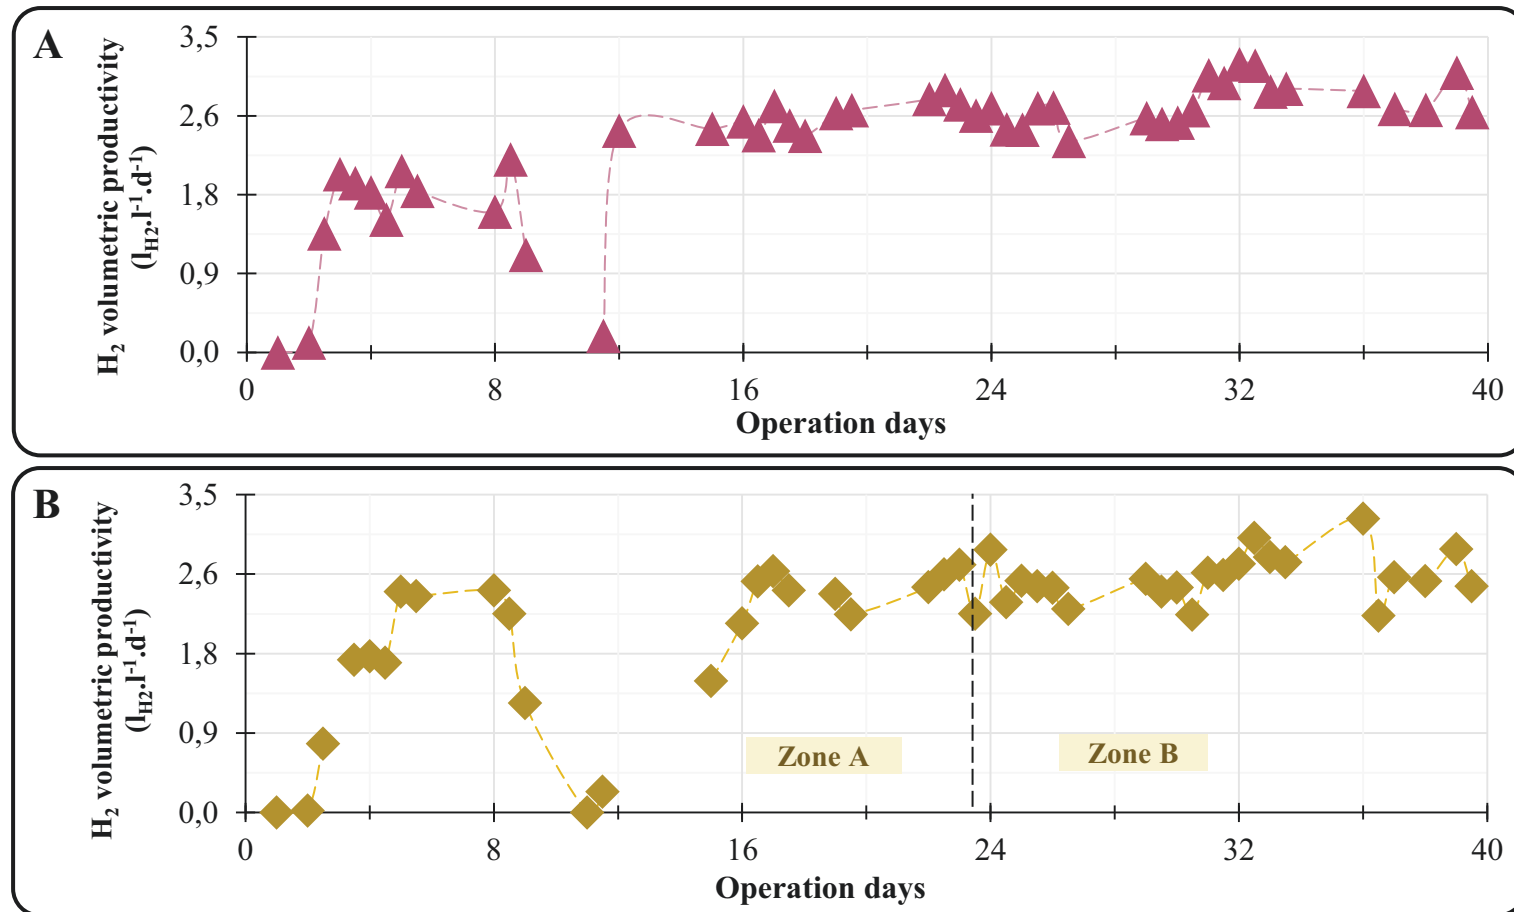 A
H₂ volumetric productivity
(l_H2.l⁻¹.d⁻¹)
3,5
2,6
1,8
0,9
0,0
0 8 16 24 32 40
Operation days
B
H₂ volumetric productivity
(l_H2.l⁻¹.d⁻¹)
3,5
2,6
1,8
0,9
0,0
Zone A
Zone B
0 8 16 24 32 40
Operation days